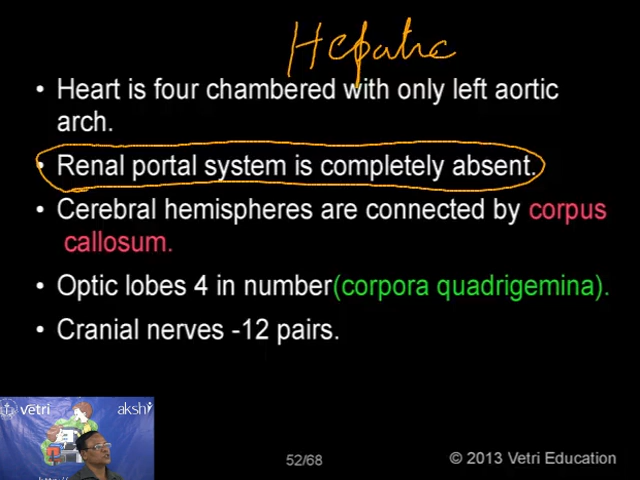 Hepatic
• Heart is four chambered with only left aortic
arch.
• Renal portal system is completely absent.
• Cerebral hemispheres are connected by corpus
callosum.
• Optic lobes 4 in number(corpora quadrigemina).
• Cranial nerves -12 pairs.
vetri akshi
52/68
© 2013 Vetri Education